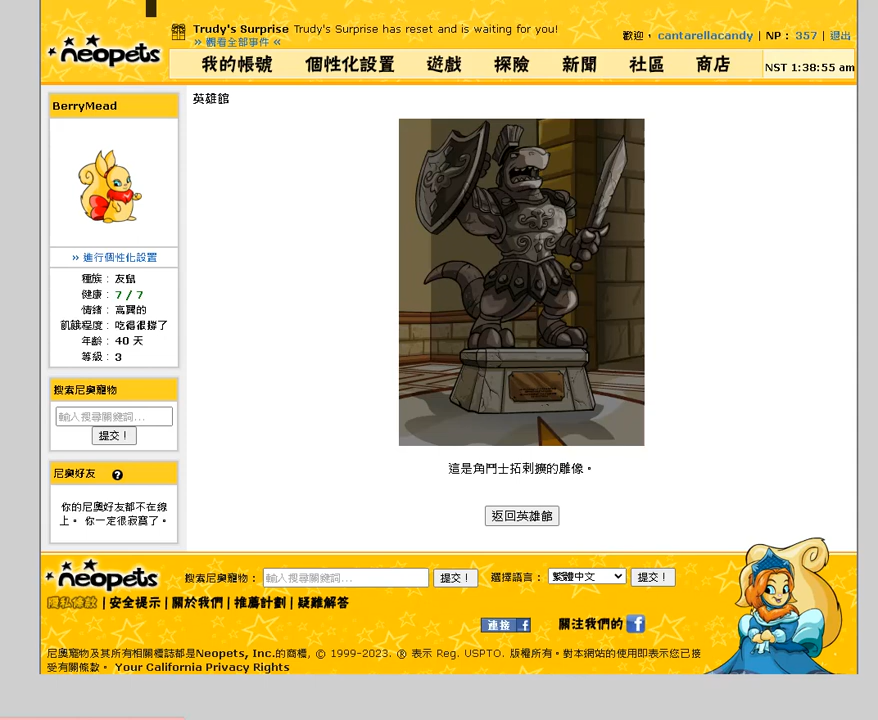 Trudy's Surprise Trudy's Surprise has reset and is waiting for you!
» 觀看全部事件 «
歡迎， cantarellacandy | NP： 357 | 退出
neopets
我的帳號 個性化設置 遊戲 探險 新聞 社區 商店
NST 1:38:55 am
BerryMead
» 進行個性化設置
種族： 友鼠
健康： 7 / 7
情緒： 高興的
飢餓程度： 吃得很撐了
年齡： 40 天
等級： 3
搜索尼奧寵物
輸入搜尋關鍵詞...
提交！
尼奧好友 ?
你的尼奧好友都不在線
上。 你一定很寂寞了。
英雄館
這是角鬥士拓剌擴的雕像。
返回英雄館
neopets
搜索尼奧寵物： 輸入搜尋關鍵詞... 提交！ 選擇語言： 繁體中文 提交！
隱私條款 | 安全提示 | 關於我們 | 推薦計劃 | 疑難解答
連接 f 關注我們的 f
尼奧寵物及其所有相關標誌都是Neopets, Inc.的商標, © 1999-2023. ® 表示 Reg. USPTO. 版權所有。對本網站的使用即表示您已接
受有關條款。 Your California Privacy Rights